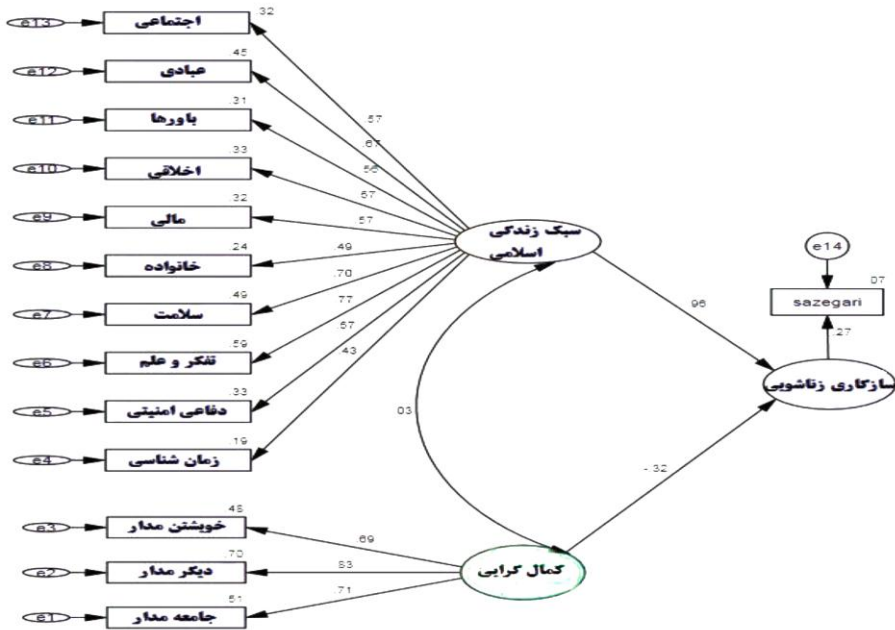 .32
e13
اجتماعی
.45
e12
عبادی
.31
e11
باورها
.33
e10
اخلاقی
.32
e9
مالی
.24
e8
خانواده
.49
e7
سلامت
.59
e6
تفکر و علم
.33
e5
دفاعی امنیتی
.19
e4
زمان شناسی
.57
.67
.56
.57
.57
.49
.70
.77
.57
.43
سبک زندگی
اسلامی
96
e14
07
sazegari
.27
سازگاری زناشویی
03
-.32
48
e3
خویشتن مدار
.70
e2
دیگر مدار
51
e1
جامعه مدار
.69
.71
کمال گرایی